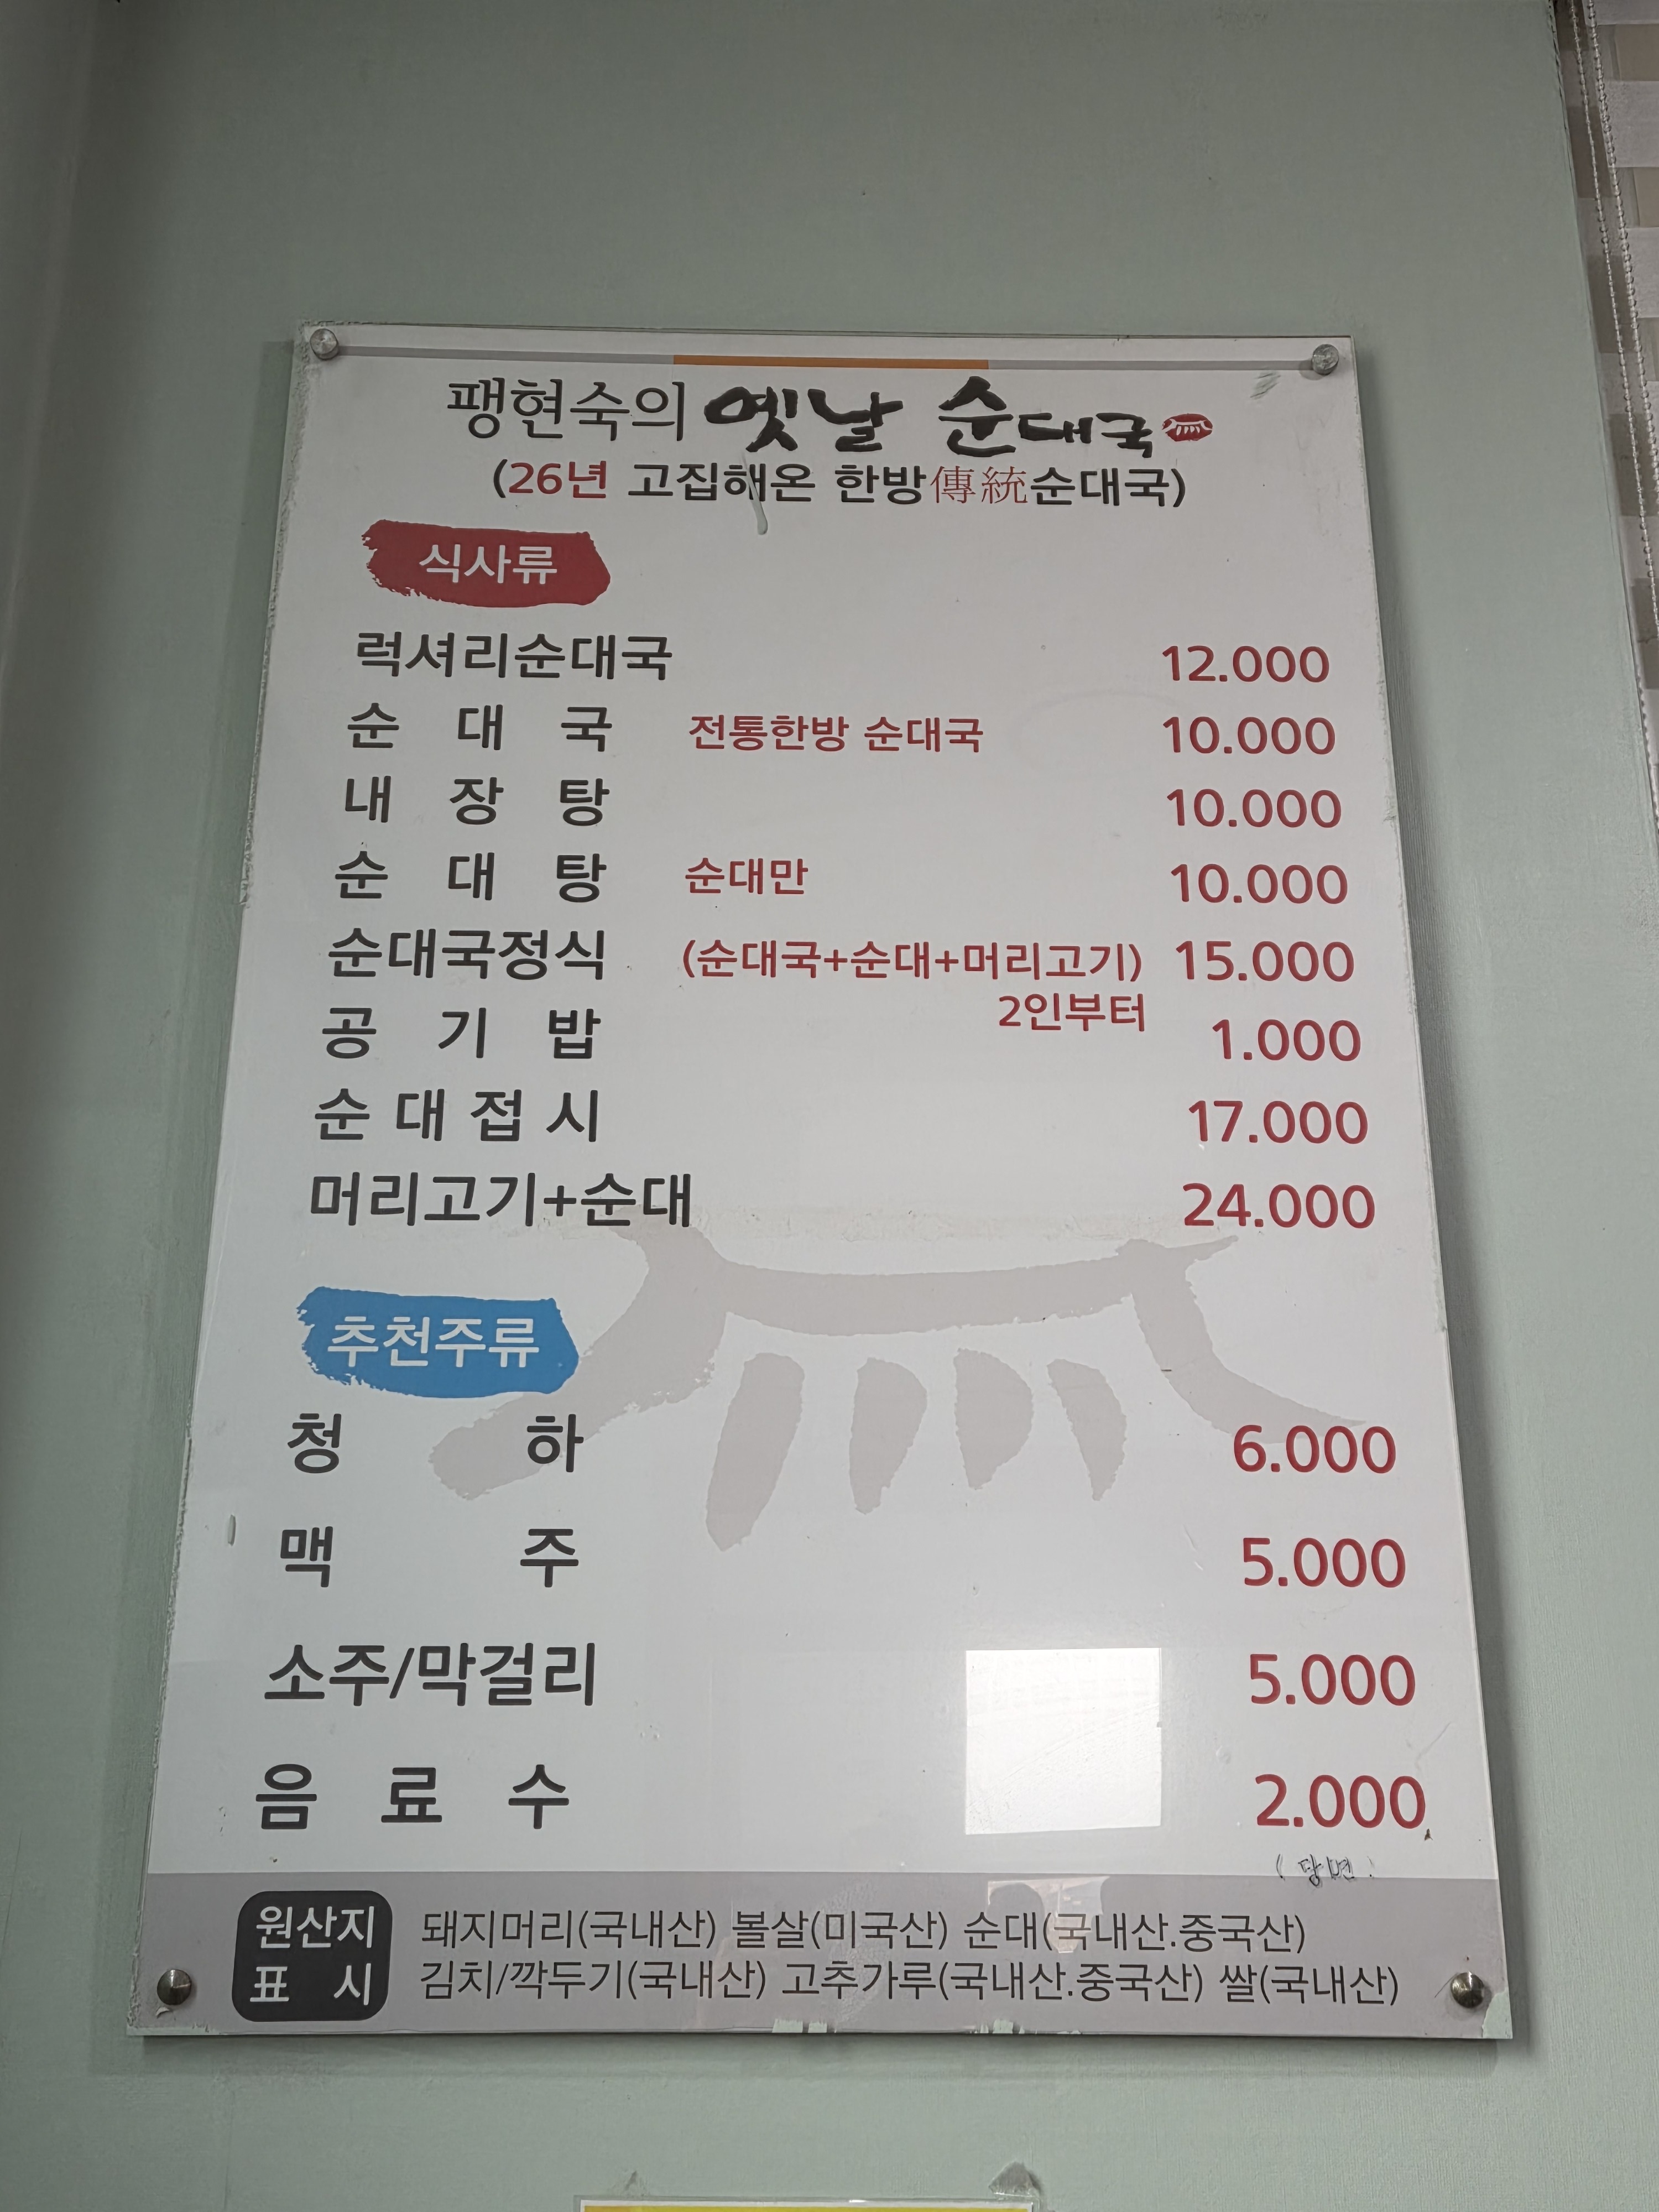 팽현숙의 옛날 순대국
(26년 고집해온 한방傳統순대국)
식사류
럭셔리순대국 12.000
순 대 국 전통한방 순대국 10.000
내 장 탕 10.000
순 대 탕 순대만 10.000
순대국정식 (순대국+순대+머리고기) 15.000
2인부터
공 기 밥 1.000
순 대 접 시 17.000
머리고기+순대 24.000
추천주류
청 하 6.000
맥 주 5.000
소주/막걸리 5.000
음 료 수 2.000
(당면)
원산지
표 시
돼지머리(국내산) 볼살(미국산) 순대(국내산.중국산)
김치/깍두기(국내산) 고추가루(국내산.중국산) 쌀(국내산)